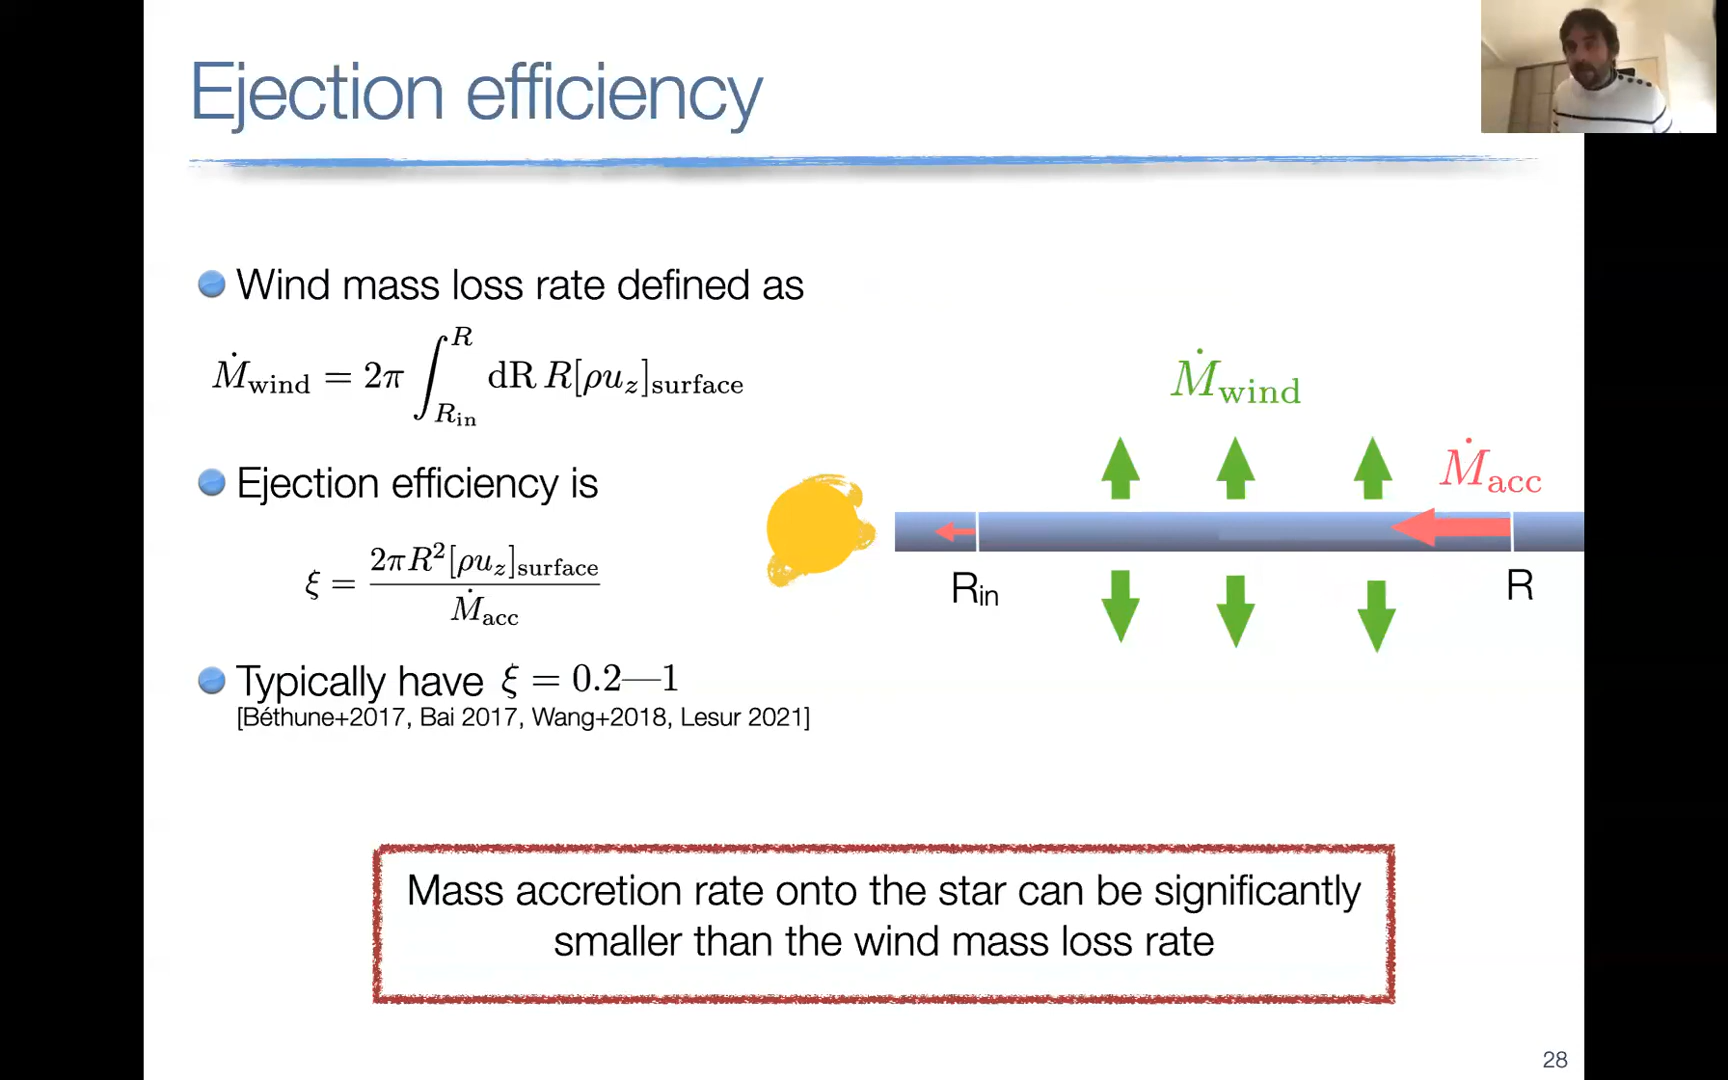 Ejection efficiency
Wind mass loss rate defined as
Ṁ_wind = 2π ∫_{R_in}^{R} dR R[ρu_z]_surface
Ejection efficiency is
ξ = 2πR²[ρu_z]_surface / Ṁ_acc
Typically have ξ = 0.2—1
[Béthune+2017, Bai 2017, Wang+2018, Lesur 2021]
Ṁ_wind
Ṁ_acc
R_in
R
Mass accretion rate onto the star can be significantly
smaller than the wind mass loss rate
28